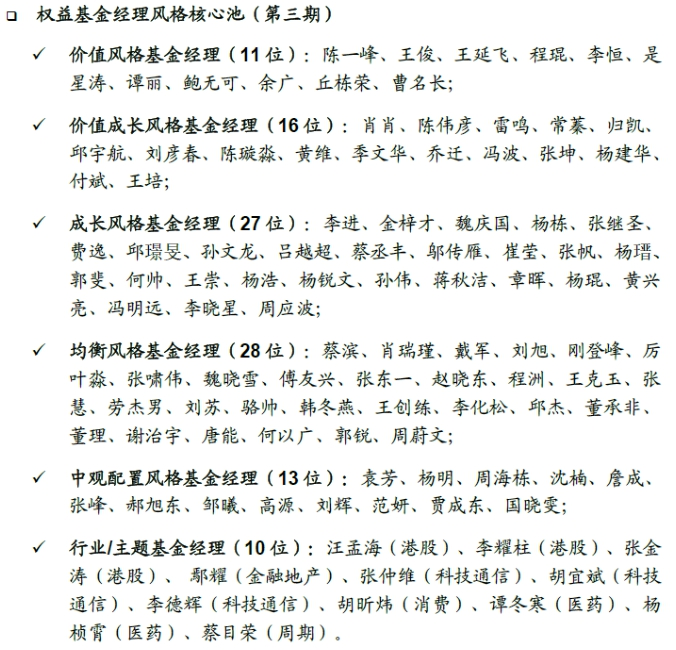 ❑ 权益基金经理风格核心池（第三期）
✓ 价值风格基金经理（11 位）：陈一峰、王俊、王延飞、程琨、李恒、是
星涛、谭丽、鲍无可、余广、丘栋荣、曹名长；
✓ 价值成长风格基金经理（16 位）：肖肖、陈伟彦、雷鸣、常蓁、归凯、
邱宇航、刘彦春、陈璇淼、黄维、季文华、乔迁、冯波、张坤、杨建华、
付斌、王培；
✓ 成长风格基金经理（27 位）：李进、金梓才、魏庆国、杨栋、张继圣、
费逸、邱璟旻、孙文龙、吕越超、蔡丞丰、邬传雁、崔莹、张帆、杨瑨、
郭斐、何帅、王崇、杨浩、杨锐文、孙伟、蒋秋洁、章晖、杨琨、黄兴
亮、冯明远、李晓星、周应波；
✓ 均衡风格基金经理（28 位）：蔡滨、肖瑞瑾、戴军、刘旭、刚登峰、厉
叶淼、张啸伟、魏晓雪、傅友兴、张东一、赵晓东、程洲、王克玉、张
慧、劳杰男、刘苏、骆帅、韩冬燕、王创练、李化松、邱杰、董承非、
董理、谢治宇、唐能、何以广、郭锐、周蔚文；
✓ 中观配置风格基金经理（13 位）：袁芳、杨明、周海栋、沈楠、詹成、
张峰、郝旭东、邹曦、高源、刘辉、范妍、贾成东、国晓雯；
✓ 行业/主题基金经理（10 位）：汪孟海（港股）、李耀柱（港股）、张金
涛（港股）、 鄢耀（金融地产）、张仲维（科技通信）、胡宜斌（科技
通信）、李德辉（科技通信）、胡昕炜（消费）、谭冬寒（医药）、杨
桢霄（医药）、蔡目荣（周期）。